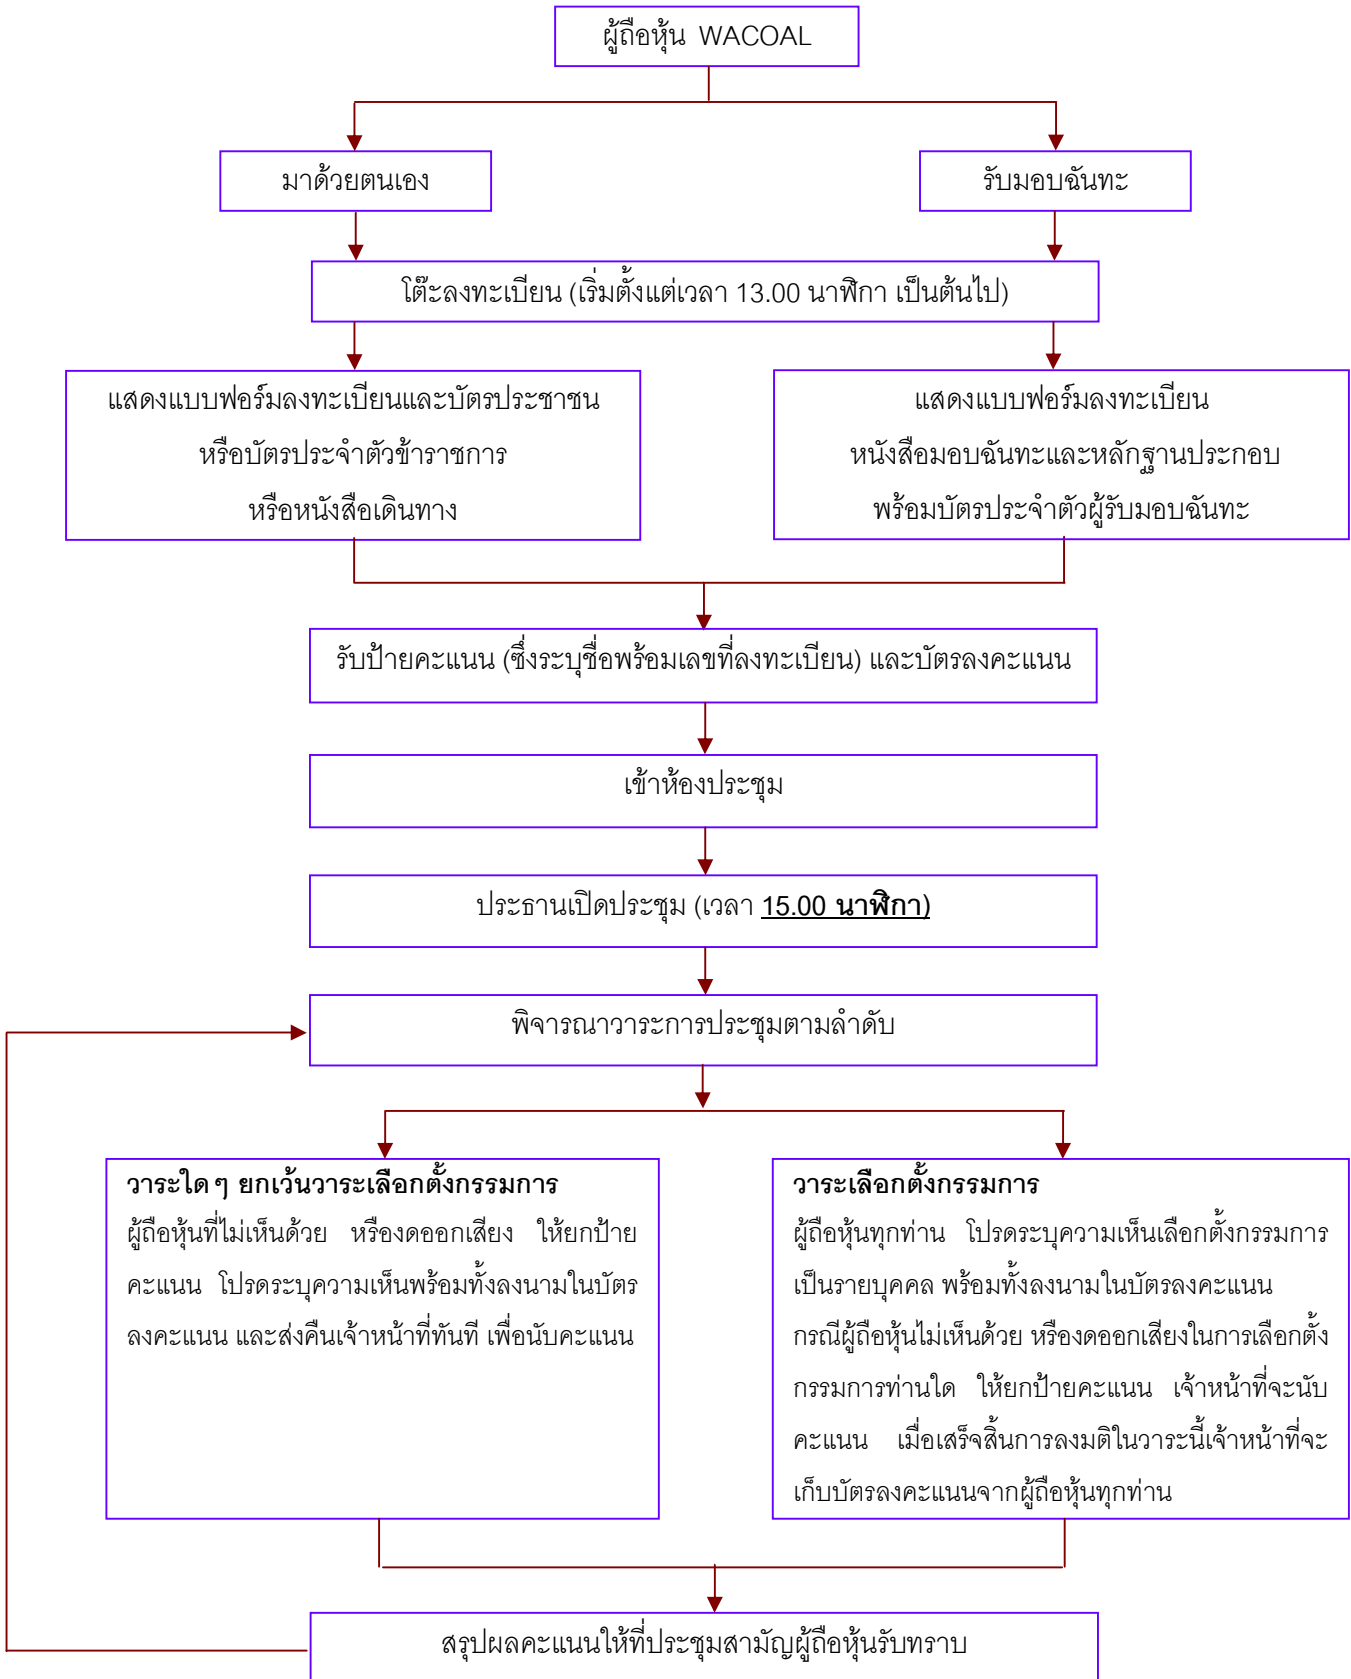 ผู้ถือหุ้น WACOAL
มาด้วยตนเอง
รับมอบฉันทะ
โต๊ะลงทะเบียน (เริ่มตั้งแต่เวลา 13.00 นาฬิกา เป็นต้นไป)
แสดงแบบฟอร์มลงทะเบียนและบัตรประชาชน
หรือบัตรประจำตัวข้าราชการ
หรือหนังสือเดินทาง
แสดงแบบฟอร์มลงทะเบียน
หนังสือมอบฉันทะและหลักฐานประกอบ
พร้อมบัตรประจำตัวผู้รับมอบฉันทะ
รับป้ายคะแนน (ซึ่งระบุชื่อพร้อมเลขที่ลงทะเบียน) และบัตรลงคะแนน
เข้าห้องประชุม
ประธานเปิดประชุม (เวลา 15.00 นาฬิกา)
พิจารณาวาระการประชุมตามลำดับ
วาระใด ๆ ยกเว้นวาระเลือกตั้งกรรมการ
ผู้ถือหุ้นที่ไม่เห็นด้วย หรืองดออกเสียง ให้ยกป้าย
คะแนน โปรดระบุความเห็นพร้อมทั้งลงนามในบัตร
ลงคะแนน และส่งคืนเจ้าหน้าที่ทันที เพื่อนับคะแนน
วาระเลือกตั้งกรรมการ
ผู้ถือหุ้นทุกท่าน โปรดระบุความเห็นเลือกตั้งกรรมการ
เป็นรายบุคคล พร้อมทั้งลงนามในบัตรลงคะแนน
กรณีผู้ถือหุ้นไม่เห็นด้วย หรืองดออกเสียงในการเลือกตั้ง
กรรมการท่านใด ให้ยกป้ายคะแนน เจ้าหน้าที่จะนับ
คะแนน เมื่อเสร็จสิ้นการลงมติในวาระนี้เจ้าหน้าที่จะ
เก็บบัตรลงคะแนนจากผู้ถือหุ้นทุกท่าน
สรุปผลคะแนนให้ที่ประชุมสามัญผู้ถือหุ้นรับทราบ